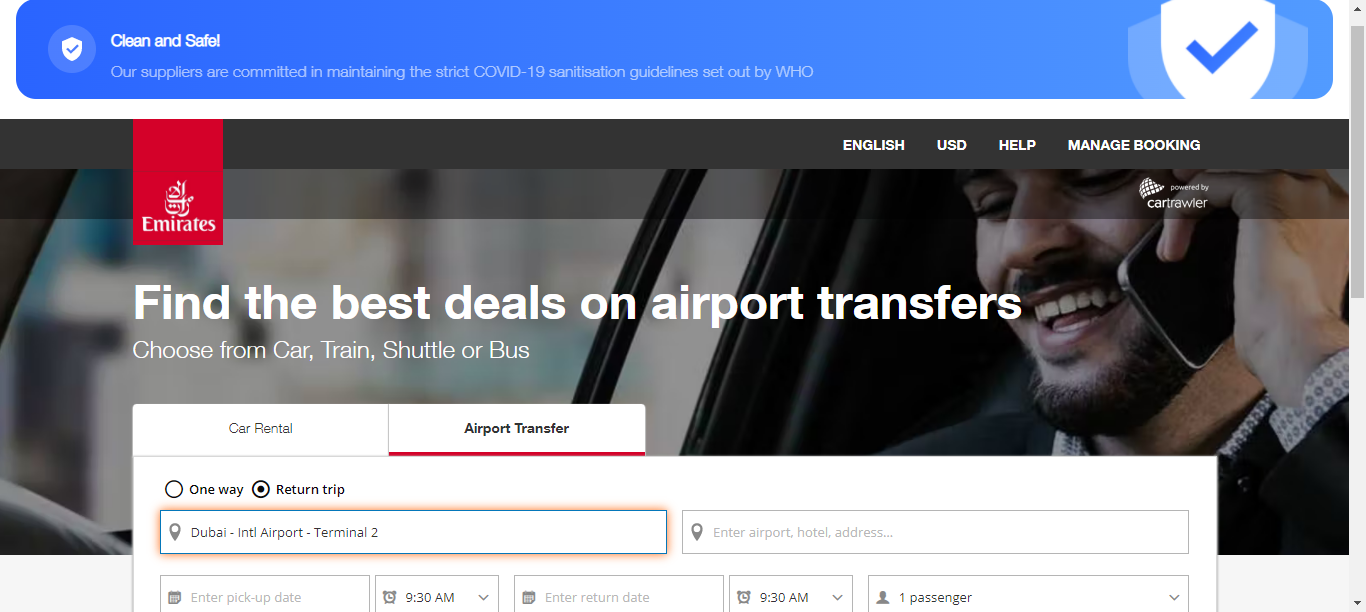 Clean and Safe!
Our suppliers are committed in maintaining the strict COVID-19 sanitisation guidelines set out by WHO
ENGLISH USD HELP MANAGE BOOKING
powered by
cartrawler
Emirates
Find the best deals on airport transfers
Choose from Car, Train, Shuttle or Bus
Car Rental Airport Transfer
One way Return trip
Dubai - Intl Airport - Terminal 2 Enter airport, hotel, address...
Enter pick-up date 9:30 AM Enter return date 9:30 AM 1 passenger